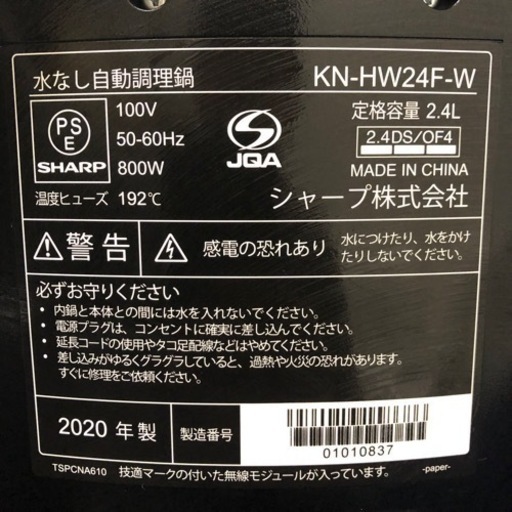 水なし自動調理鍋 KN-HW24F-W
PS
E
SHARP
100V
50-60Hz
800W
温度ヒューズ 192℃
S
JQA
定格容量 2.4L
2.4DS/OF4
MADE IN CHINA
シャープ株式会社
警告
感電の恐れあり
水につけたり、水をかけ
たりしないでください。
必ずお守りください
・内鍋と本体との間には水を入れないでください。
・電源プラグは、コンセントに確実に差し込んでください。
・延長コードの使用やタコ足配線などはやめてください。
・差し込みがゆるくグラグラしていると、過熱や火災の恐れがあります。
すぐに修理をご依頼ください。
2020 年製
製造番号
01010837
TSPCNA610 技適マークの付いた無線モジュールが入っています。 -paper-